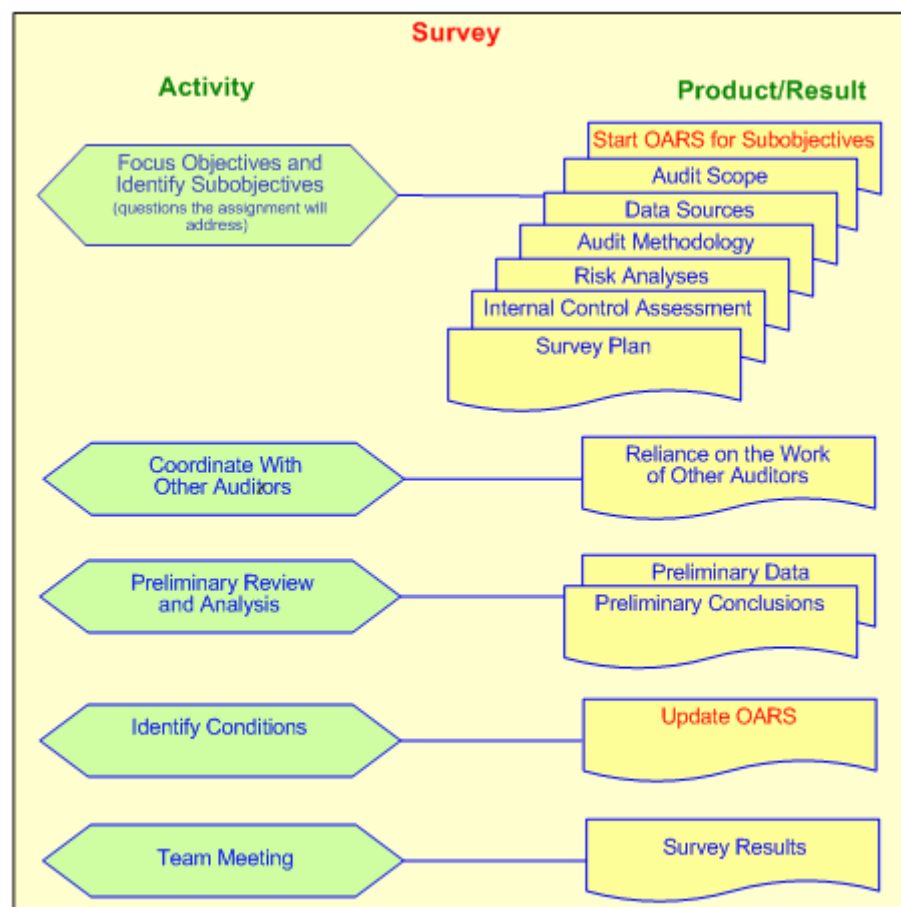 Survey
Activity
Product/Result
Focus Objectives and
Identify Subobjectives
(questions the assignment will
address)
Start OARS for Subobjectives
Audit Scope
Data Sources
Audit Methodology
Risk Analyses
Internal Control Assessment
Survey Plan
Coordinate With
Other Auditors
Reliance on the Work
of Other Auditors
Preliminary Review
and Analysis
Preliminary Data
Preliminary Conclusions
Identify Conditions
Update OARS
Team Meeting
Survey Results